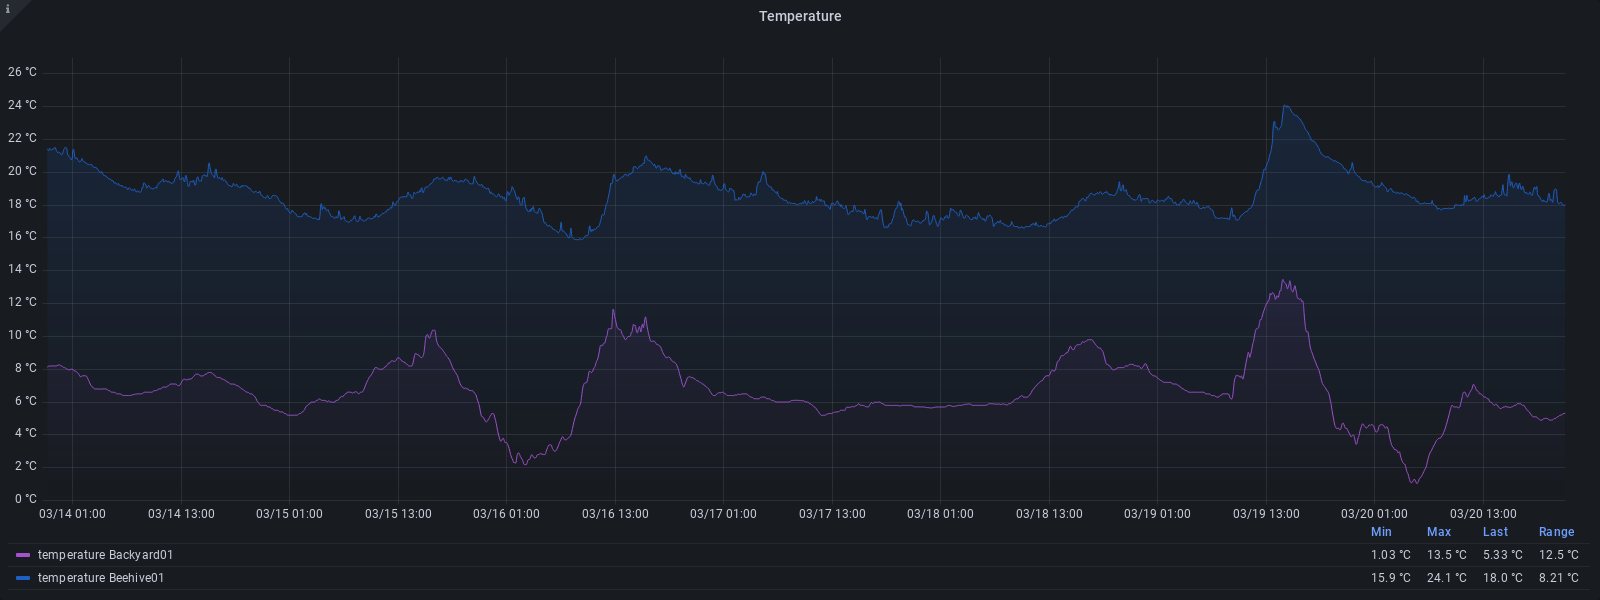 i
Temperature
26 °C
24 °C
22 °C
20 °C
18 °C
16 °C
14 °C
12 °C
10 °C
8 °C
6 °C
4 °C
2 °C
0 °C
03/14 01:00 03/14 13:00 03/15 01:00 03/15 13:00 03/16 01:00 03/16 13:00 03/17 01:00 03/17 13:00 03/18 01:00 03/18 13:00 03/19 01:00 03/19 13:00 03/20 01:00 03/20 13:00
Min Max Last Range
temperature Backyard01 1.03 °C 13.5 °C 5.33 °C 12.5 °C
temperature Beehive01 15.9 °C 24.1 °C 18.0 °C 8.21 °C